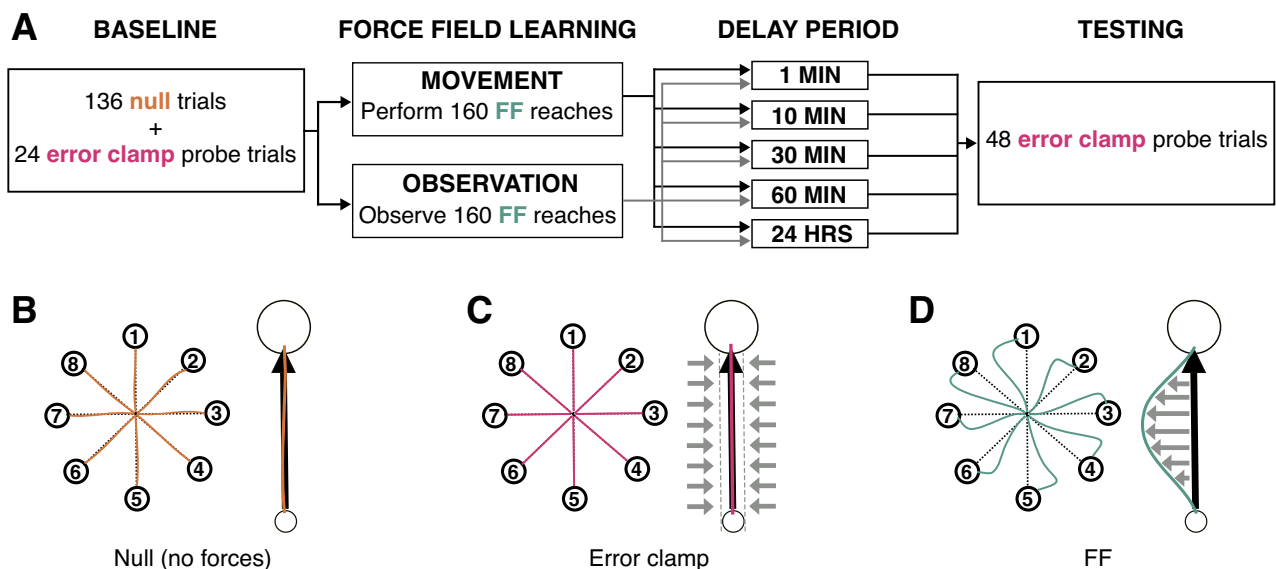 A
BASELINE
FORCE FIELD LEARNING
DELAY PERIOD
TESTING
136 null trials
+
24 error clamp probe trials
MOVEMENT
Perform 160 FF reaches
OBSERVATION
Observe 160 FF reaches
1 MIN
10 MIN
30 MIN
60 MIN
24 HRS
48 error clamp probe trials
B
1
2
3
4
5
6
7
8
Null (no forces)
C
1
2
3
4
5
6
7
8
Error clamp
D
1
2
3
4
5
6
7
8
FF